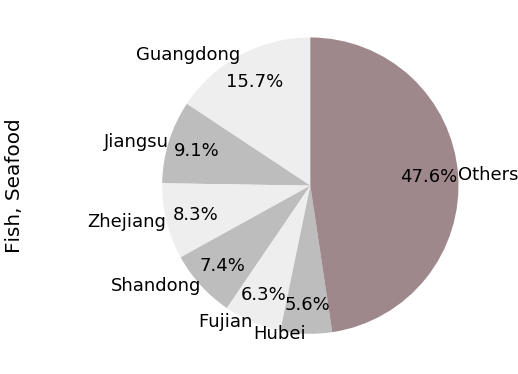 Fish, Seafood
Guangdong
15.7%
Jiangsu
9.1%
Zhejiang
8.3%
Shandong
7.4%
Fujian
6.3%
Hubei
5.6%
47.6%
Others